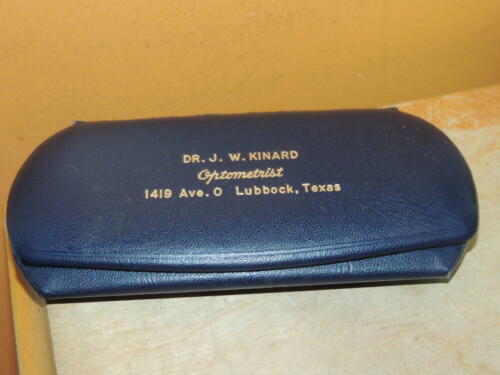 DR. J. W. KINARD
Optometrist
1419 Ave. O Lubbock, Texas